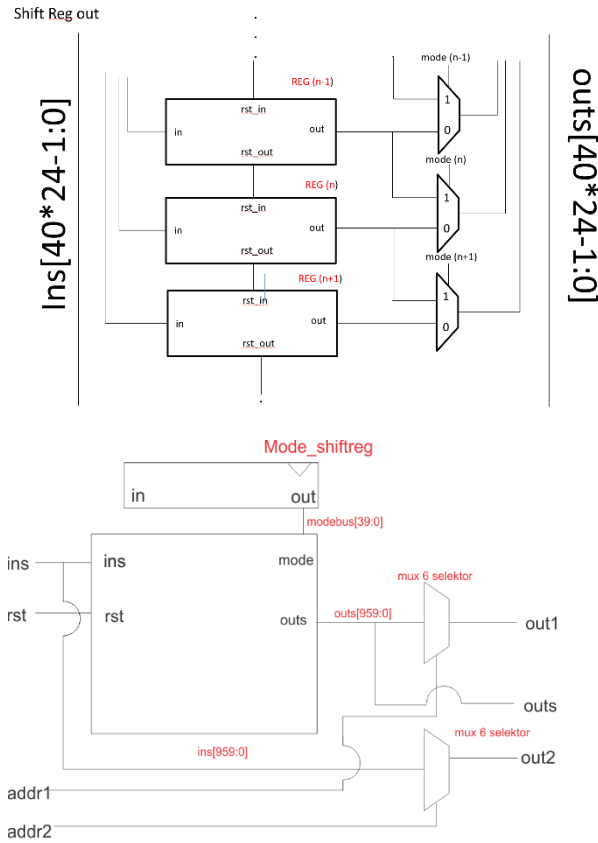 Shift Reg out
Ins[40*24-1:0]
outs[40*24-1:0]
mode (n-1)
REG (n-1)
rst_in
in
out
rst_out
1
0
mode (n)
REG (n)
rst_in
in
out
rst_out
1
0
mode (n+1)
REG (n+1)
rst_in
in
out
rst_out
1
0
Mode_shiftreg
in
out
modebus[39:0]
ins
ins
mode
rst
rst
outs
outs[959:0]
mux 6 selektor
out1
outs
mux 6 selektor
ins[959:0]
out2
addr1
addr2